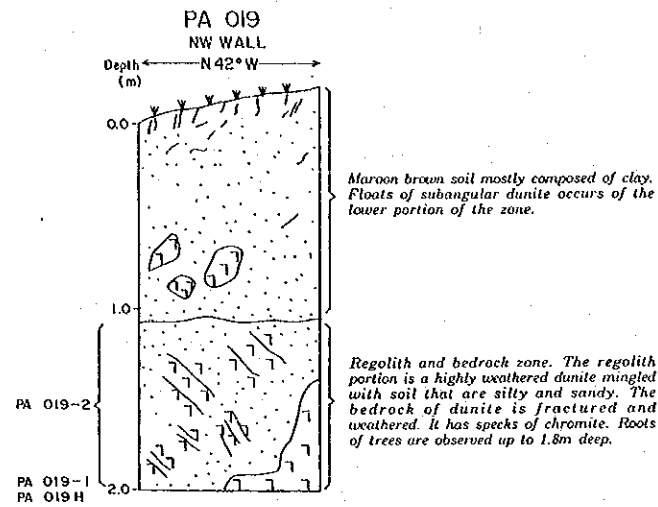 PA 019
NW WALL
Depth
(m)
N 42° W
0.0
Maroon brown soil mostly composed of clay.
Floats of subangular dunite occurs of the
lower portion of the zone.
1.0
Regolith and bedrock zone. The regolith
portion is a highly weathered dunite mingled
with soil that are silty and sandy. The
bedrock of dunite is fractured and
weathered. It has specks of chromite. Roots
of trees are observed up to 1.8m deep.
PA 019-2
PA 019-1
PA 019 H
2.0